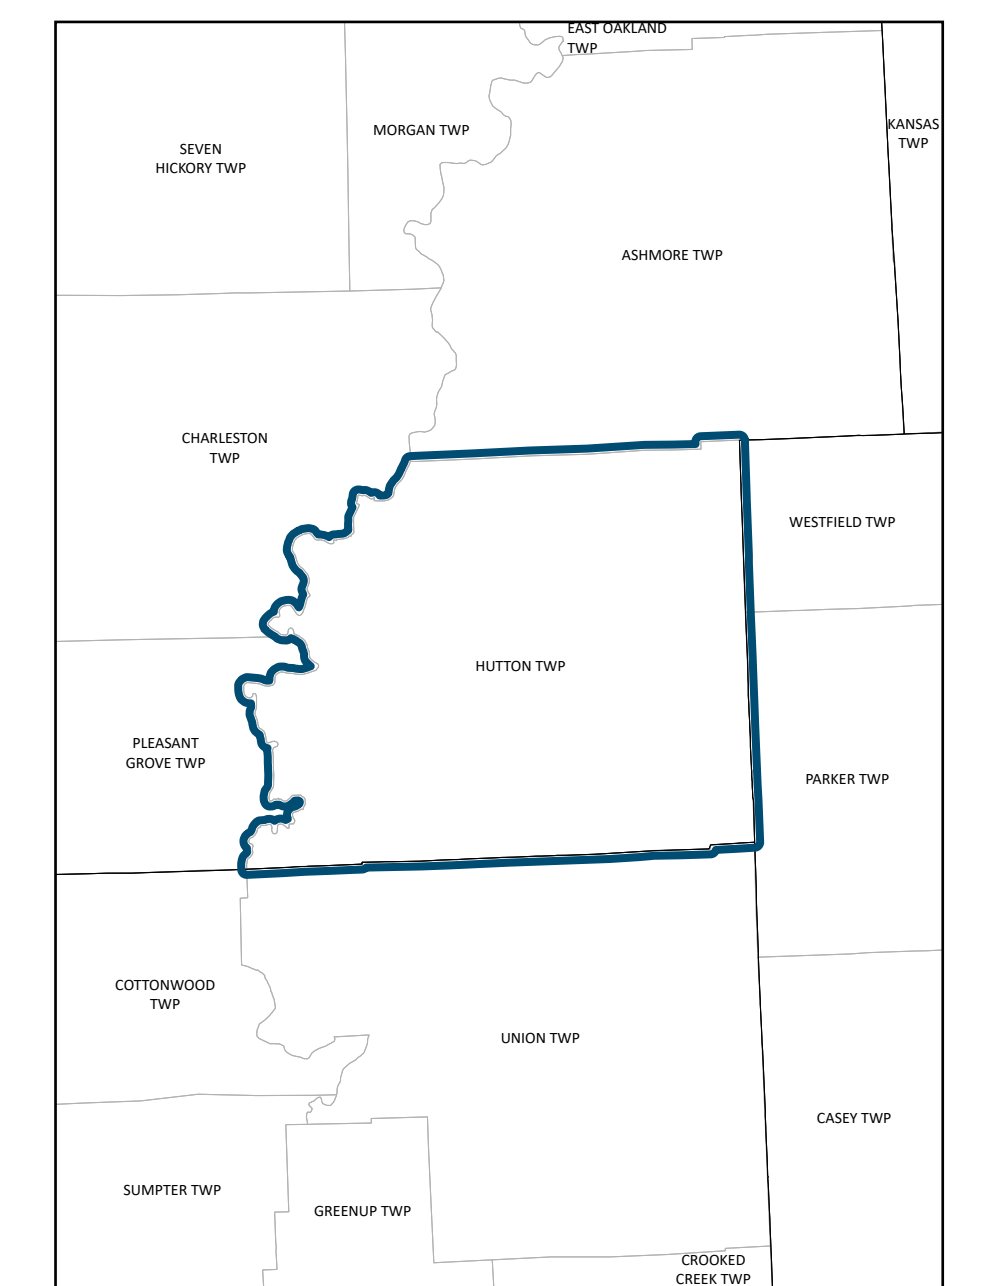 EAST OAKLAND
TWP
KANSAS
TWP
MORGAN TWP
SEVEN
HICKORY TWP
ASHMORE TWP
CHARLESTON
TWP
WESTFIELD TWP
HUTTON TWP
PLEASANT
GROVE TWP
PARKER TWP
COTTONWOOD
TWP
UNION TWP
CASEY TWP
SUMPTER TWP
GREENUP TWP
CROOKED
CREEK TWP